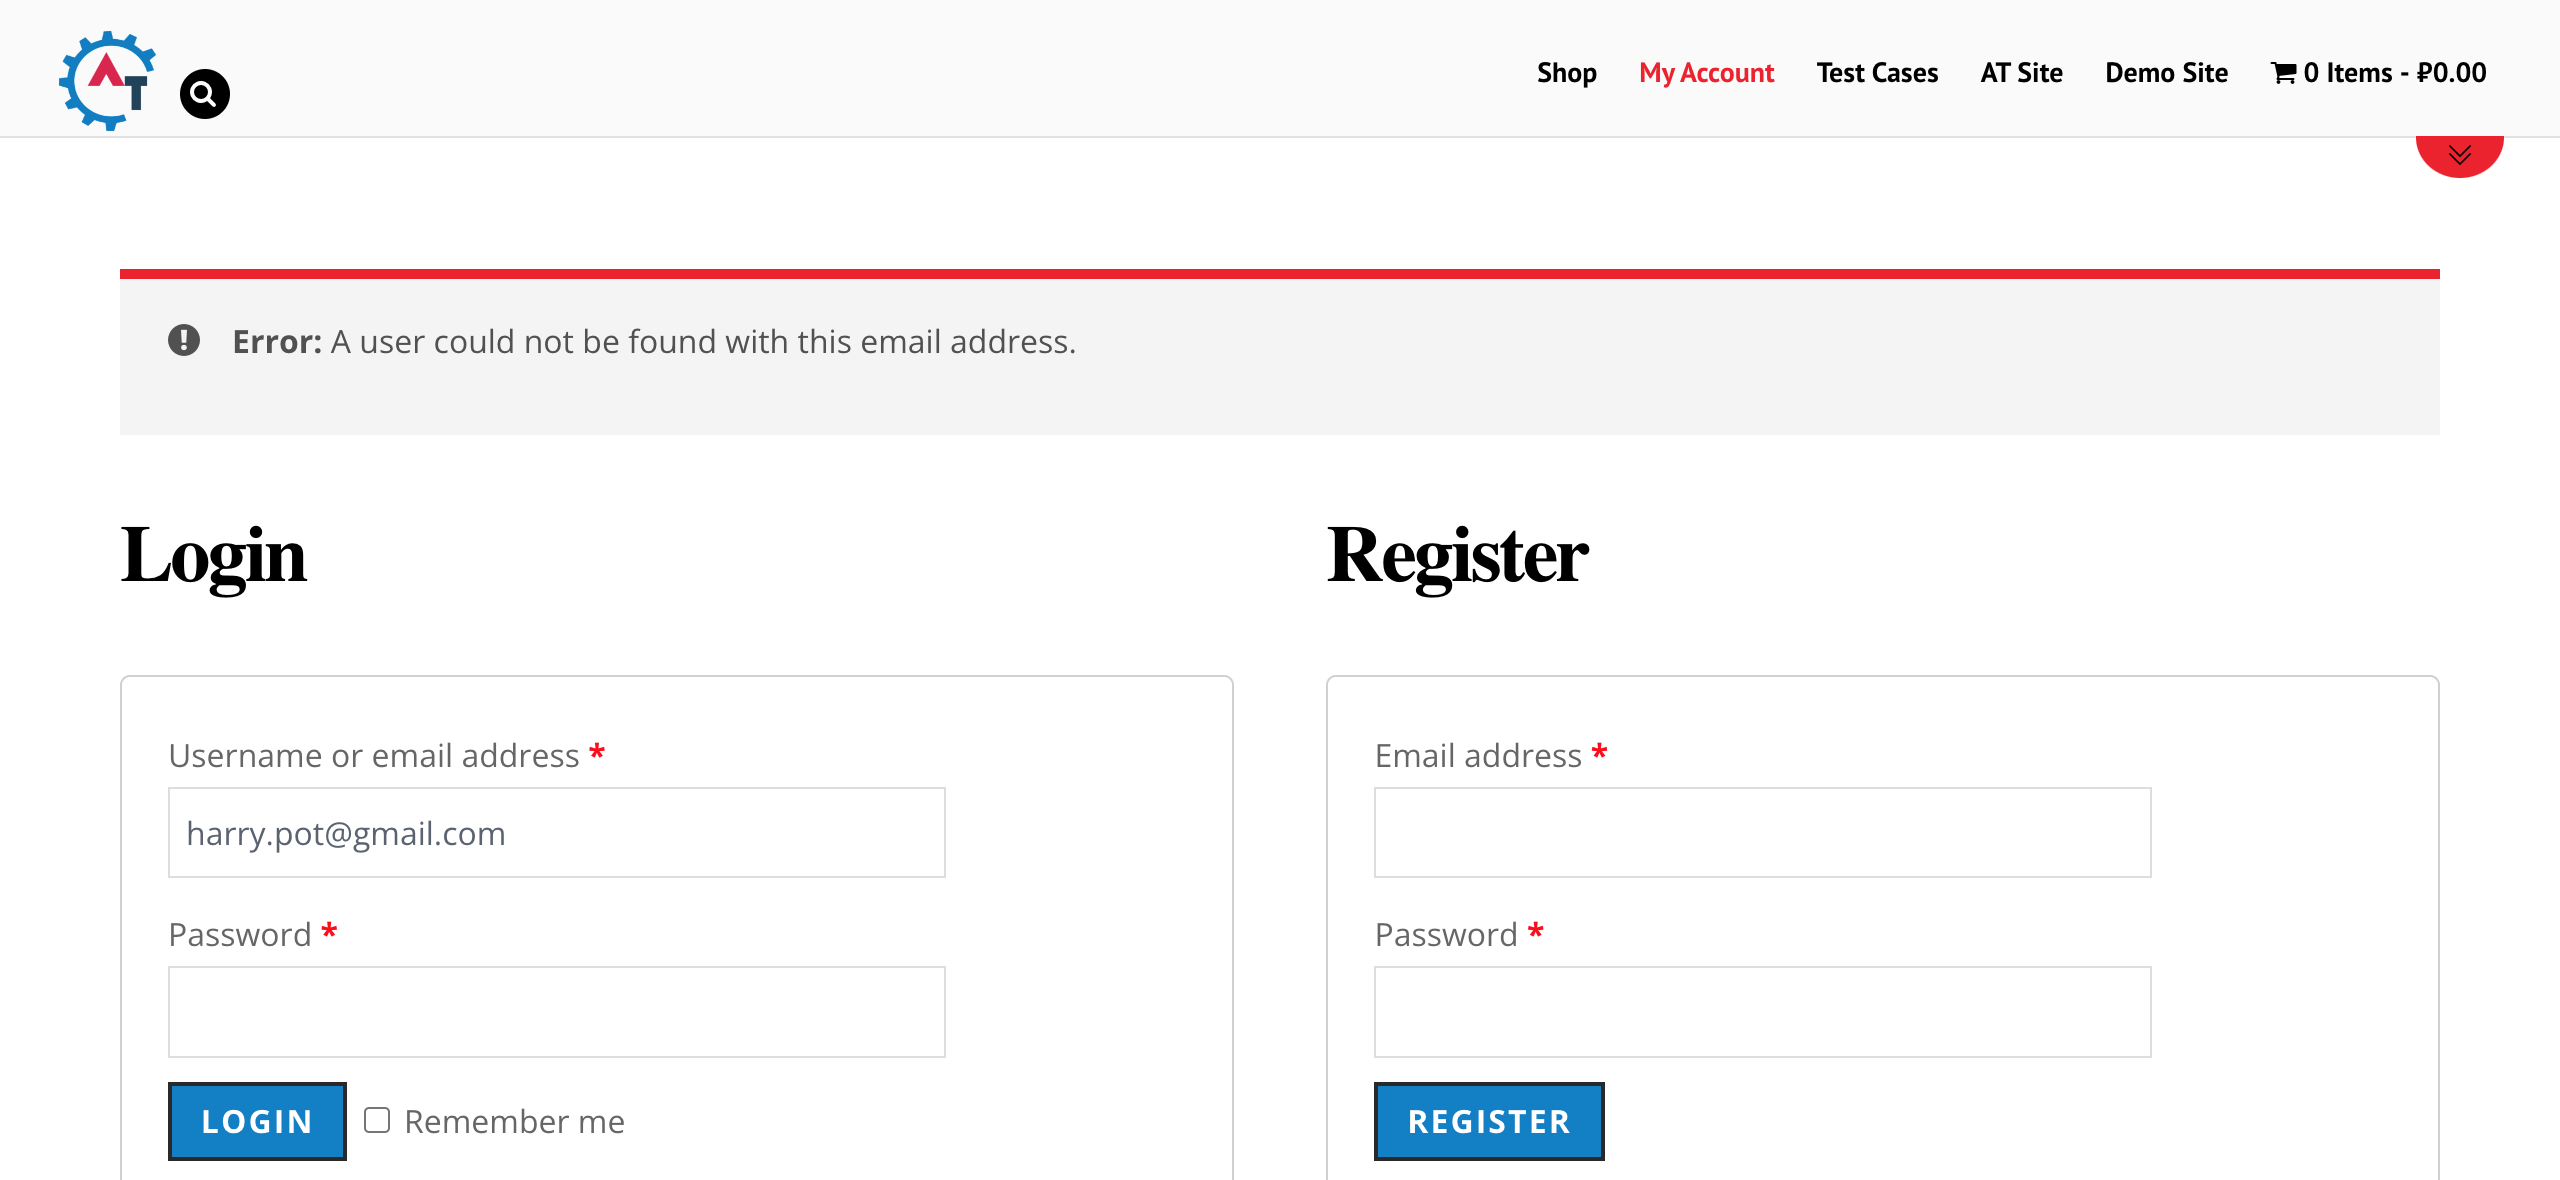 AT
Shop My Account Test Cases AT Site Demo Site 0 Items - ₽0.00
Error: A user could not be found with this email address.
Login
Register
Username or email address *
harry.pot@gmail.com
Password *
LOGIN Remember me
Email address *
Password *
REGISTER